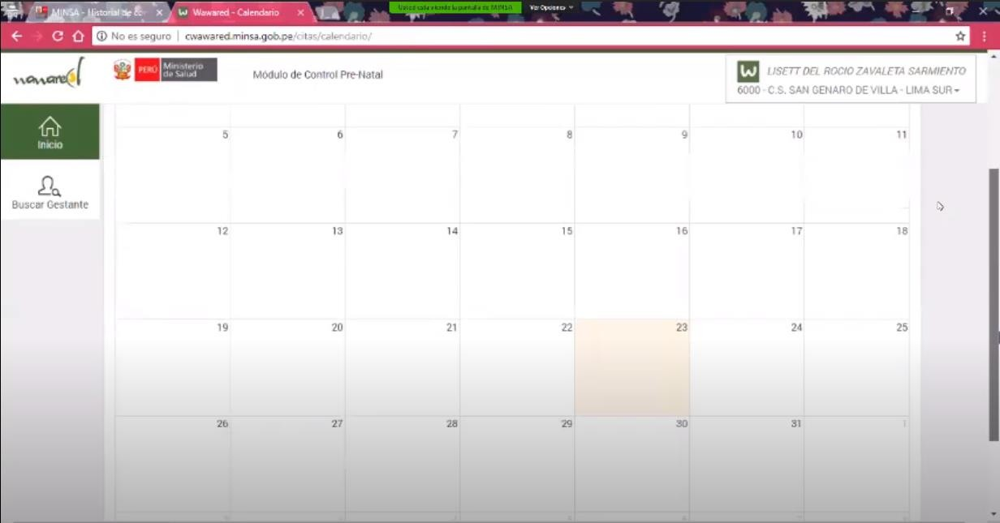 MINSA - Historial de co
Wawared - Calendario
Usted está viendo la pantalla de MINSA
Ver Opciones
No es seguro | cwawared.minsa.gob.pe/citas/calendario/
PERÚ
Ministerio
de Salud
Módulo de Control Pre-Natal
LISETT DEL ROCIO ZAVALETA SARMIENTO
6000 - C.S. SAN GENARO DE VILLA - LIMA SUR
Inicio
Buscar Gestante
5 6 7 8 9 10 11
12 13 14 15 16 17 18
19 20 21 22 23 24 25
26 27 28 29 30 31 1